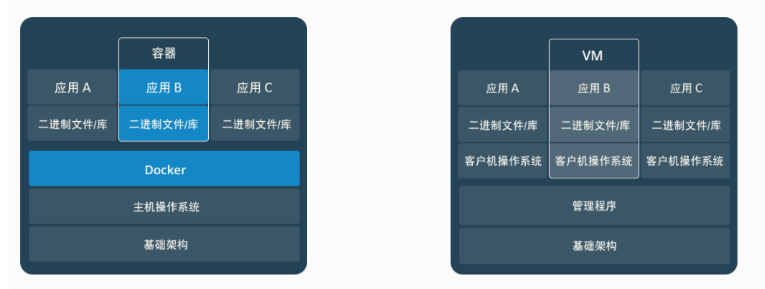 容器
应用 A
应用 B
应用 C
二进制文件/库
二进制文件/库
二进制文件/库
Docker
主机操作系统
基础架构
VM
应用 A
应用 B
应用 C
二进制文件/库
二进制文件/库
二进制文件/库
客户机操作系统
客户机操作系统
客户机操作系统
管理程序
基础架构